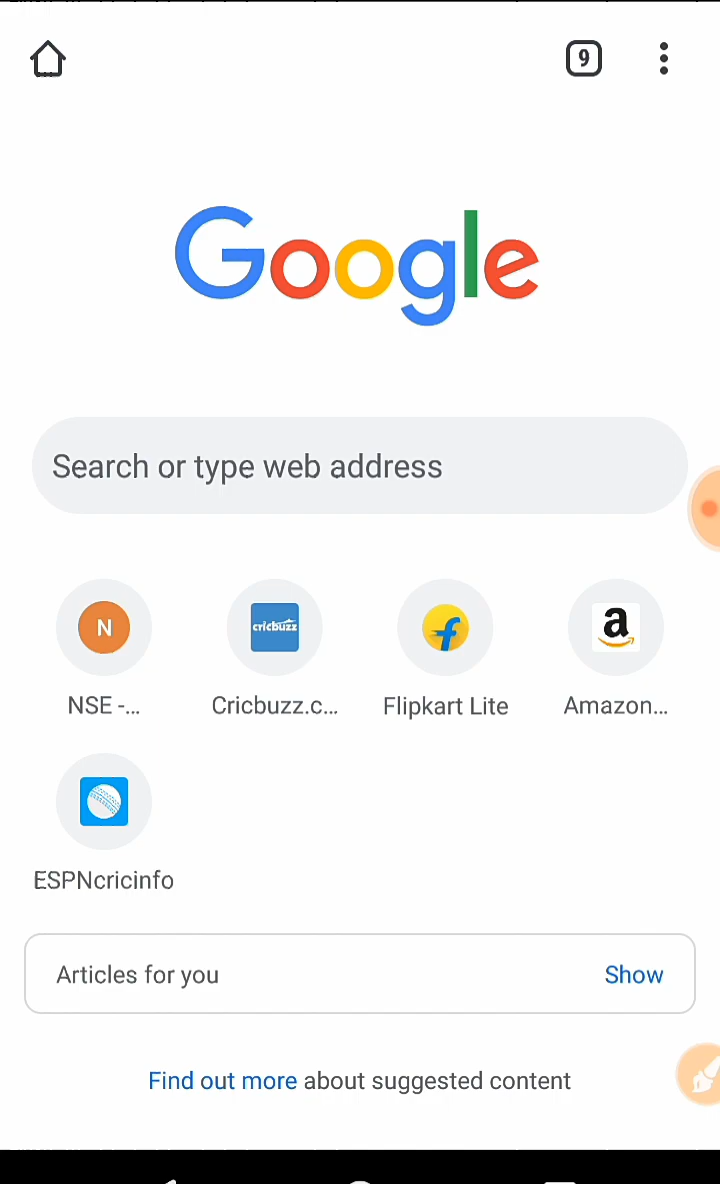 9
Google
Search or type web address
N
cricbuzz
a
NSE -...
Cricbuzz.c...
Flipkart Lite
Amazon...
ESPNcricinfo
Articles for you
Show
Find out more about suggested content